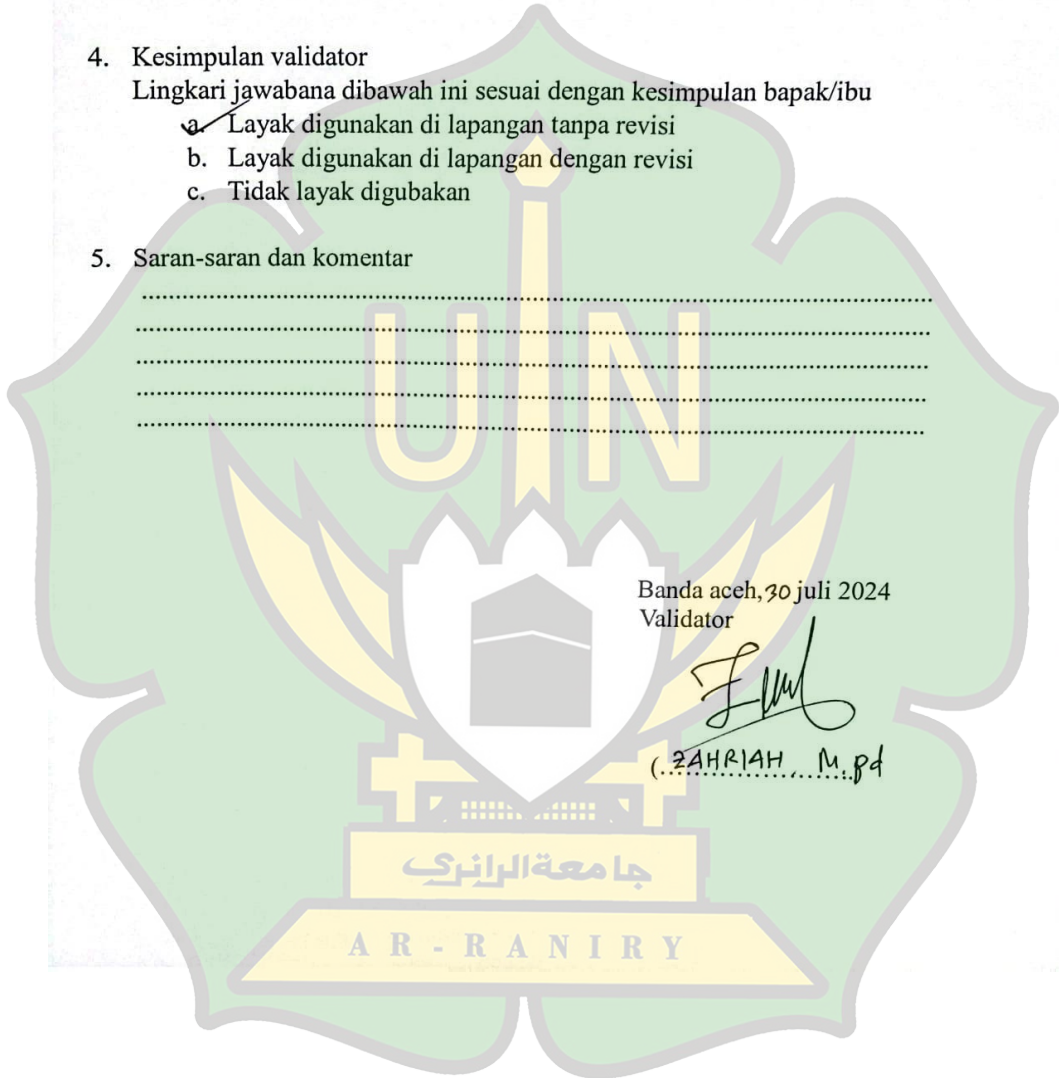 4. Kesimpulan validator
Lingkari jawabana dibawah ini sesuai dengan kesimpulan bapak/ibu
a. Layak digunakan di lapangan tanpa revisi
b. Layak digunakan di lapangan dengan revisi
c. Tidak layak digubakan
5. Saran-saran dan komentar
UIN
Banda aceh, 30 juli 2024
Validator
(ZAHRIAH, M.pd
جامعةالرانري
AR-RANIRY